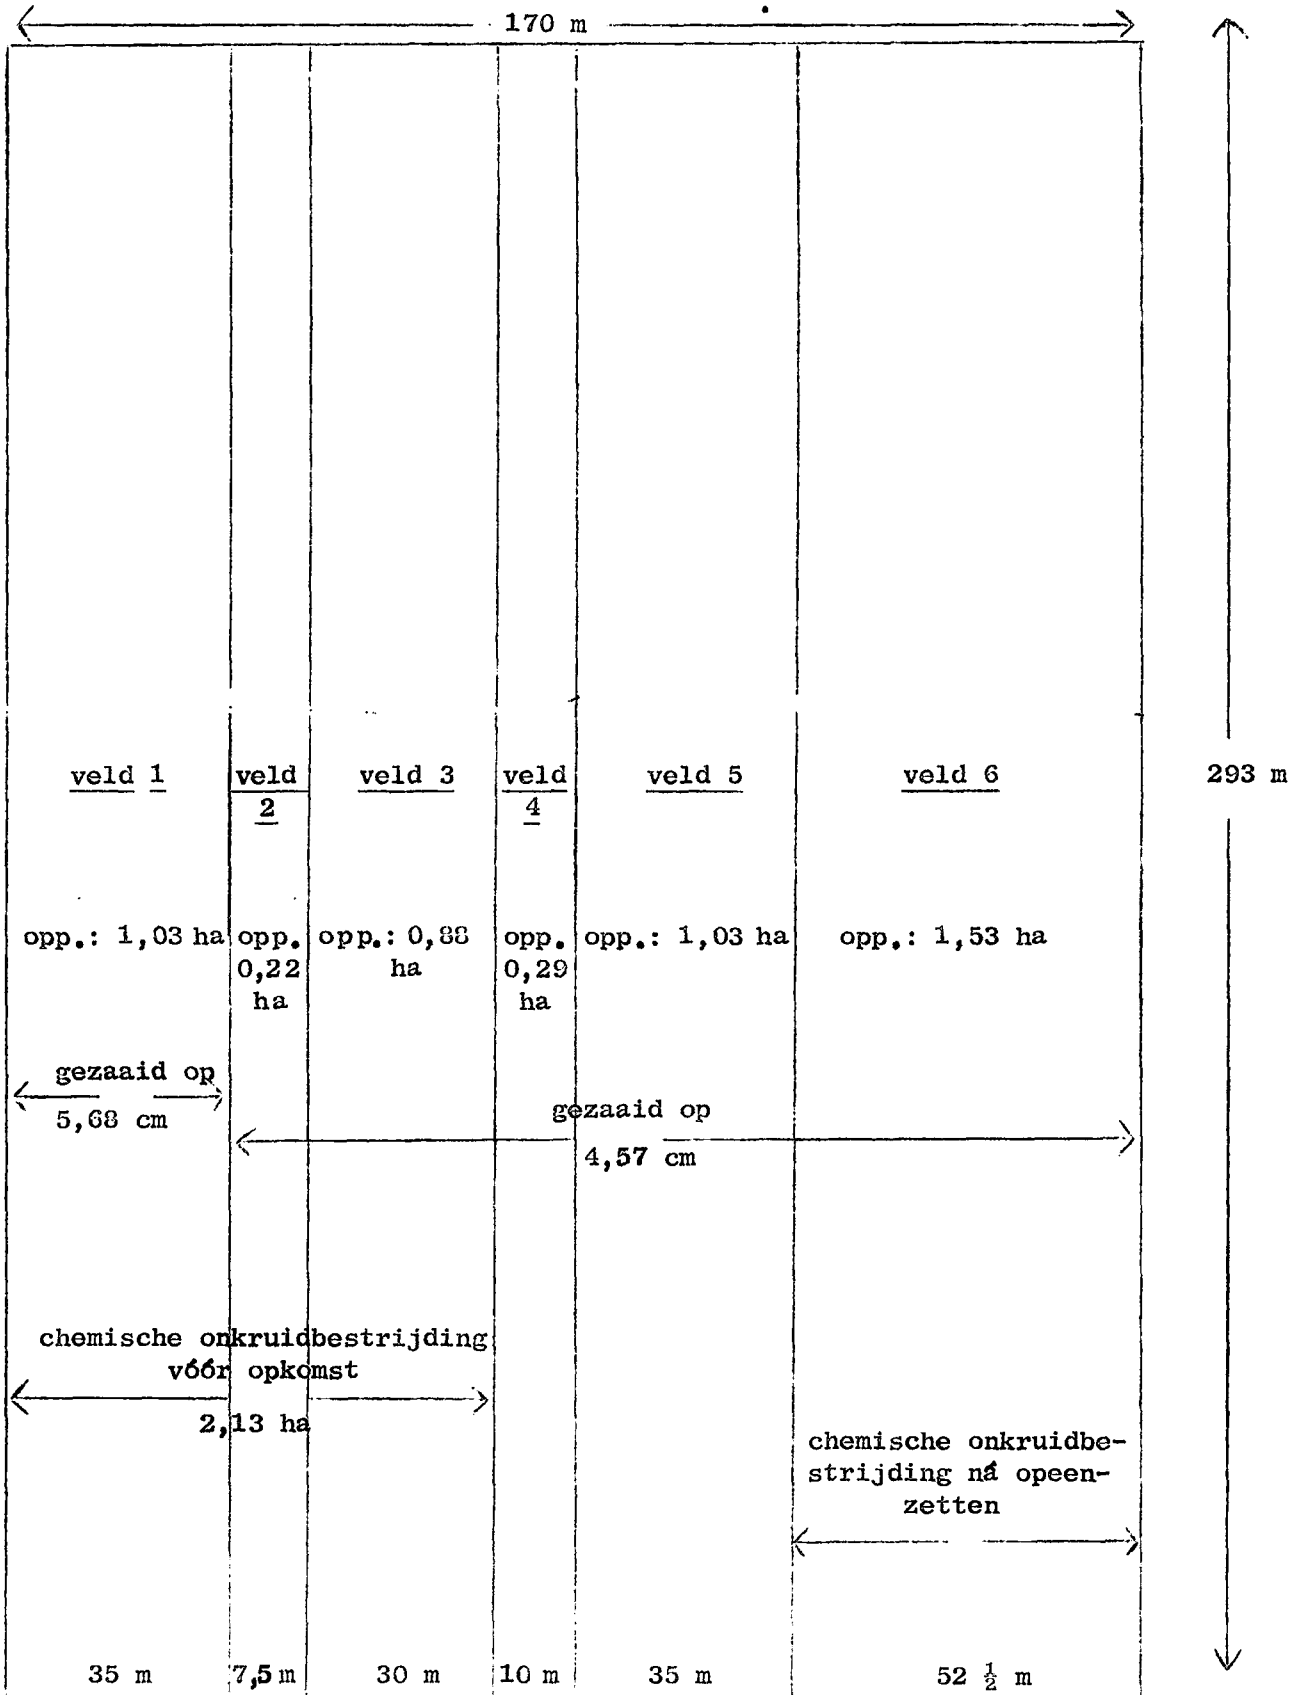 170 m
veld 1 veld 3 veld 5 veld 6
veld
2
veld
4
293 m
opp.: 1,03 ha
opp.
0,22
ha
opp.: 0,88
ha
opp.
0,29
ha
opp.: 1,03 ha
opp.: 1,53 ha
gezaaid op
5,68 cm
gezaaid op
4,57 cm
chemische onkruidbestrijding
vóór opkomst
2,13 ha
chemische onkruidbe-
strijding ná opeen-
zetten
35 m 7,5 m 30 m 10 m 35 m 52 ½ m